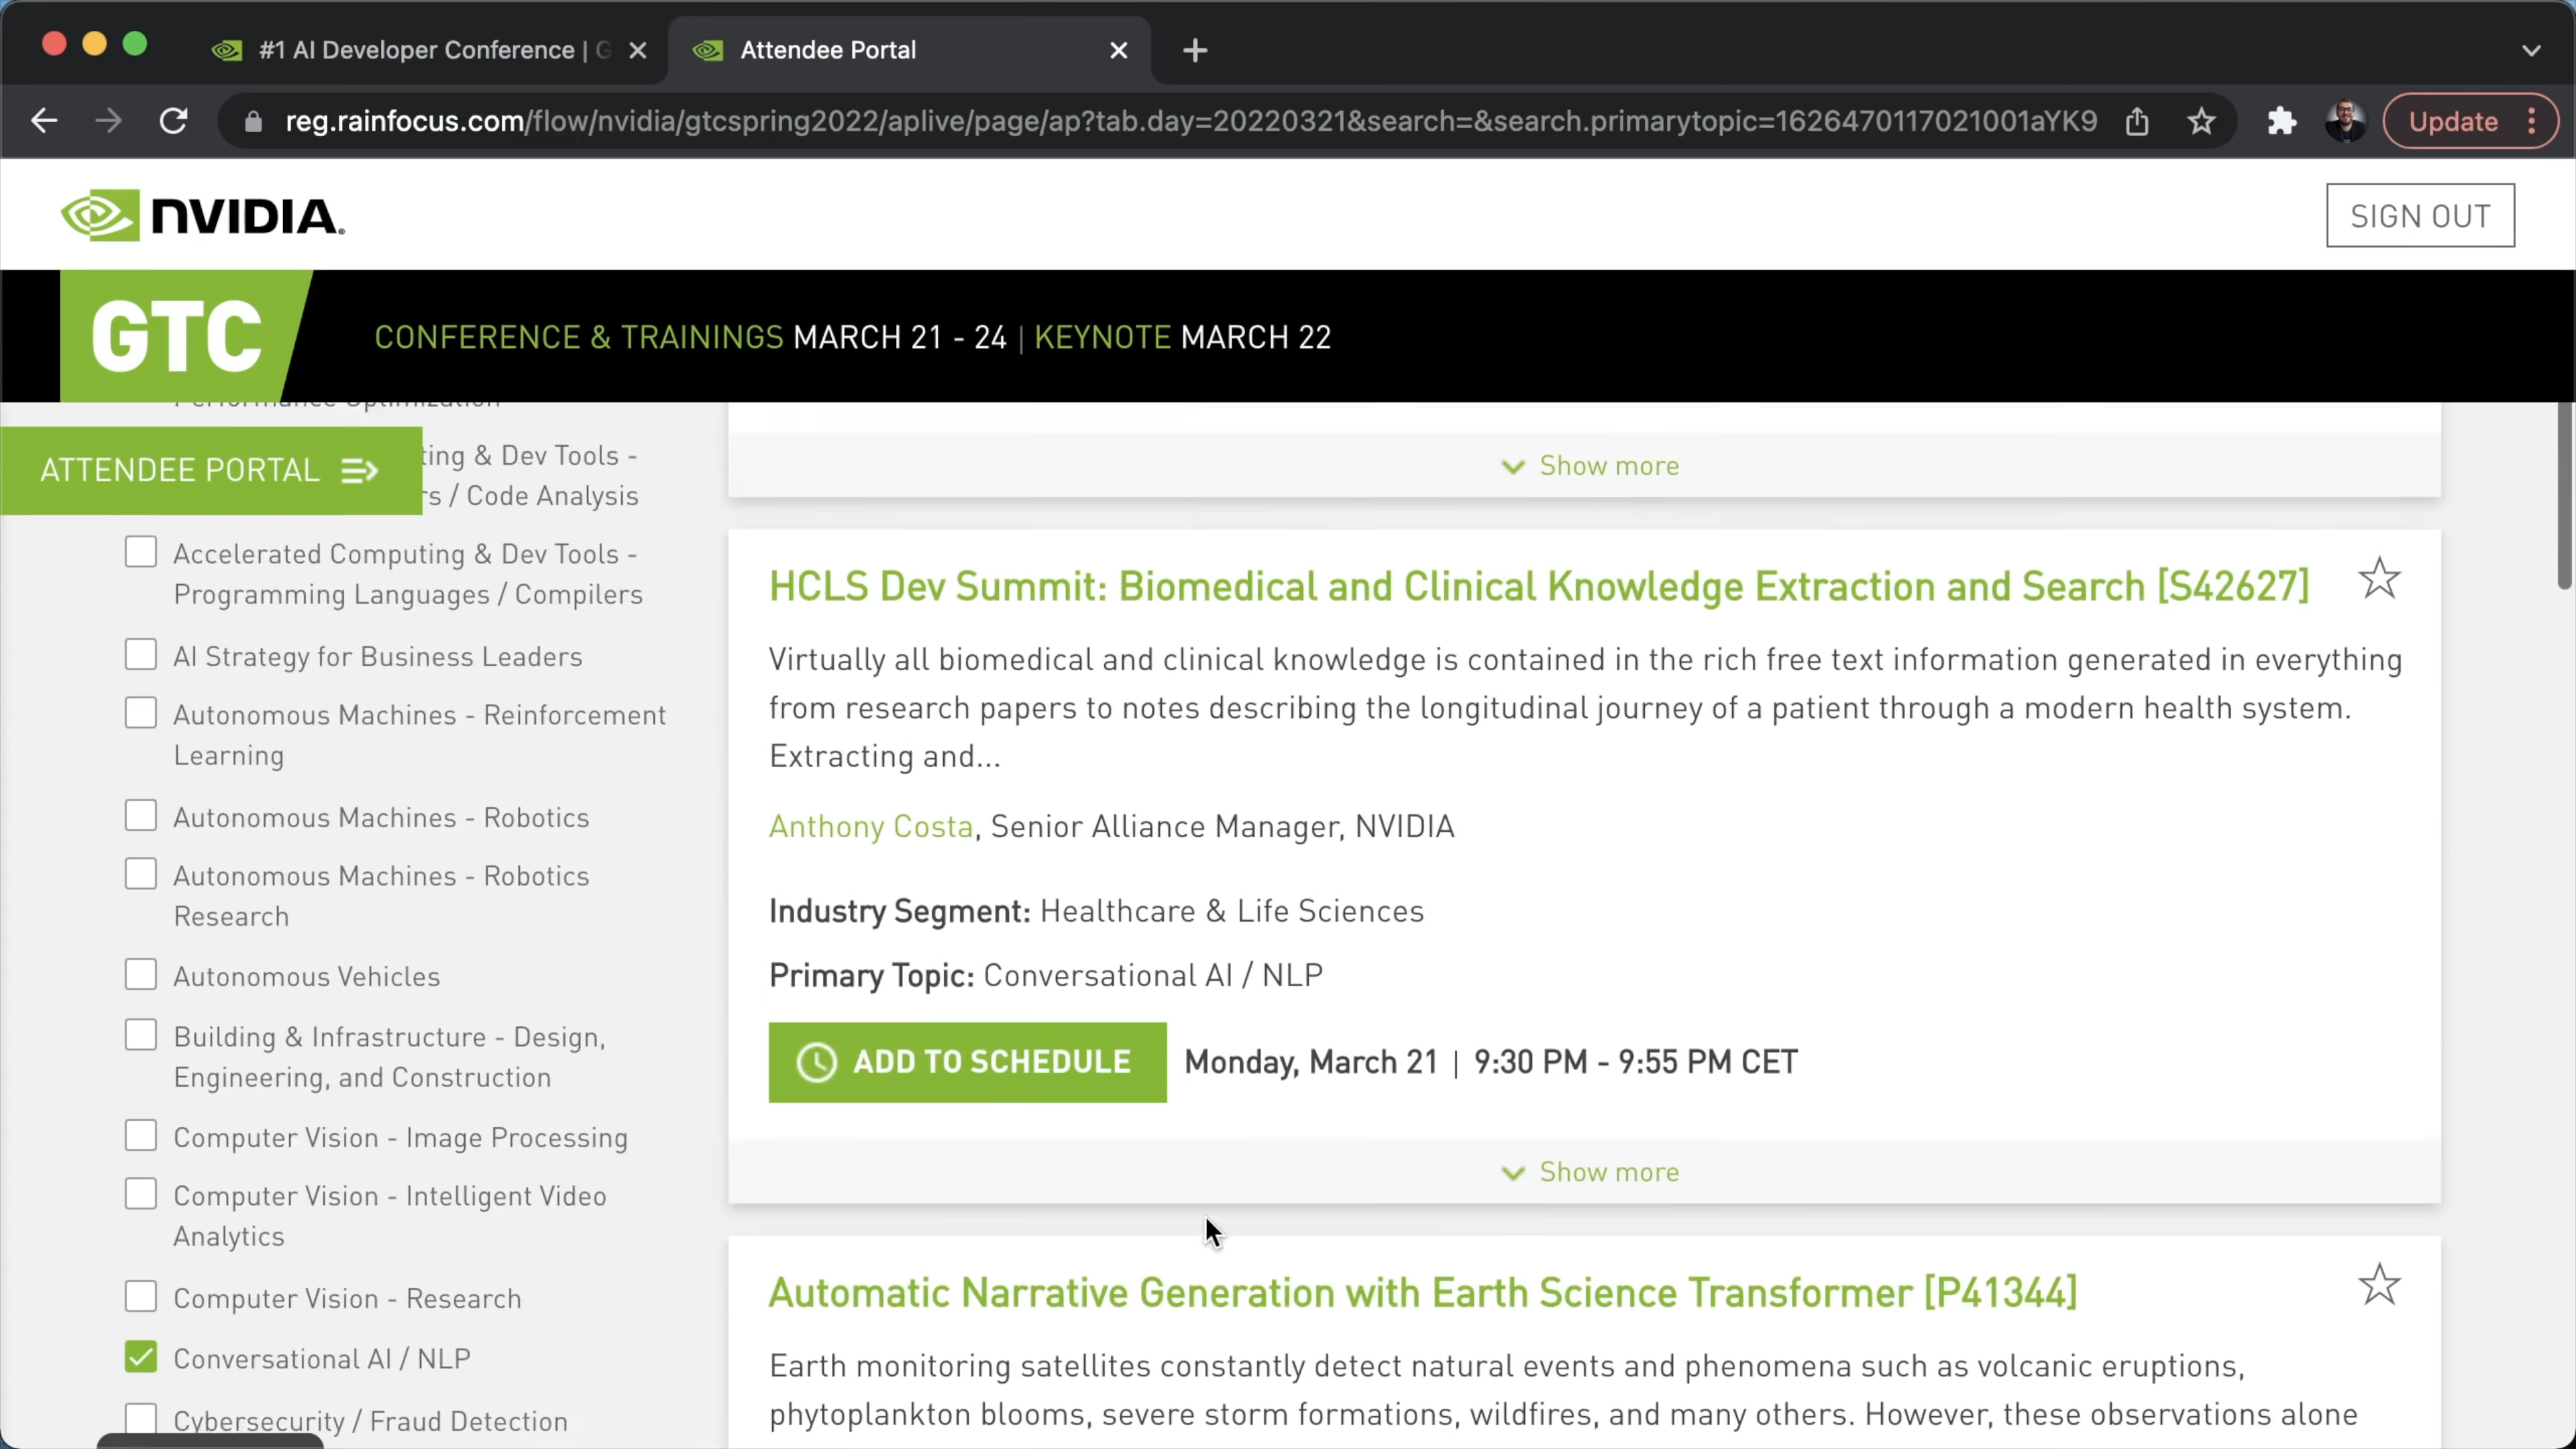 #1 AI Developer Conference | G
Attendee Portal
reg.rainfocus.com/flow/nvidia/gtcspring2022/aplive/page/ap?tab.day=20220321&search=&search.primarytopic=1626470117021001aYK9
Update
NVIDIA.
SIGN OUT
GTC
CONFERENCE & TRAININGS MARCH 21 - 24 | KEYNOTE MARCH 22
Performance Optimization
ATTENDEE PORTAL
ting & Dev Tools -
rs / Code Analysis
Accelerated Computing & Dev Tools -
Programming Languages / Compilers
AI Strategy for Business Leaders
Autonomous Machines - Reinforcement
Learning
Autonomous Machines - Robotics
Autonomous Machines - Robotics
Research
Autonomous Vehicles
Building & Infrastructure - Design,
Engineering, and Construction
Computer Vision - Image Processing
Computer Vision - Intelligent Video
Analytics
Computer Vision - Research
Conversational AI / NLP
Cybersecurity / Fraud Detection
Show more
HCLS Dev Summit: Biomedical and Clinical Knowledge Extraction and Search [S42627]
Virtually all biomedical and clinical knowledge is contained in the rich free text information generated in everything
from research papers to notes describing the longitudinal journey of a patient through a modern health system.
Extracting and...
Anthony Costa, Senior Alliance Manager, NVIDIA
Industry Segment: Healthcare & Life Sciences
Primary Topic: Conversational AI / NLP
ADD TO SCHEDULE
Monday, March 21 | 9:30 PM - 9:55 PM CET
Show more
Automatic Narrative Generation with Earth Science Transformer [P41344]
Earth monitoring satellites constantly detect natural events and phenomena such as volcanic eruptions,
phytoplankton blooms, severe storm formations, wildfires, and many others. However, these observations alone